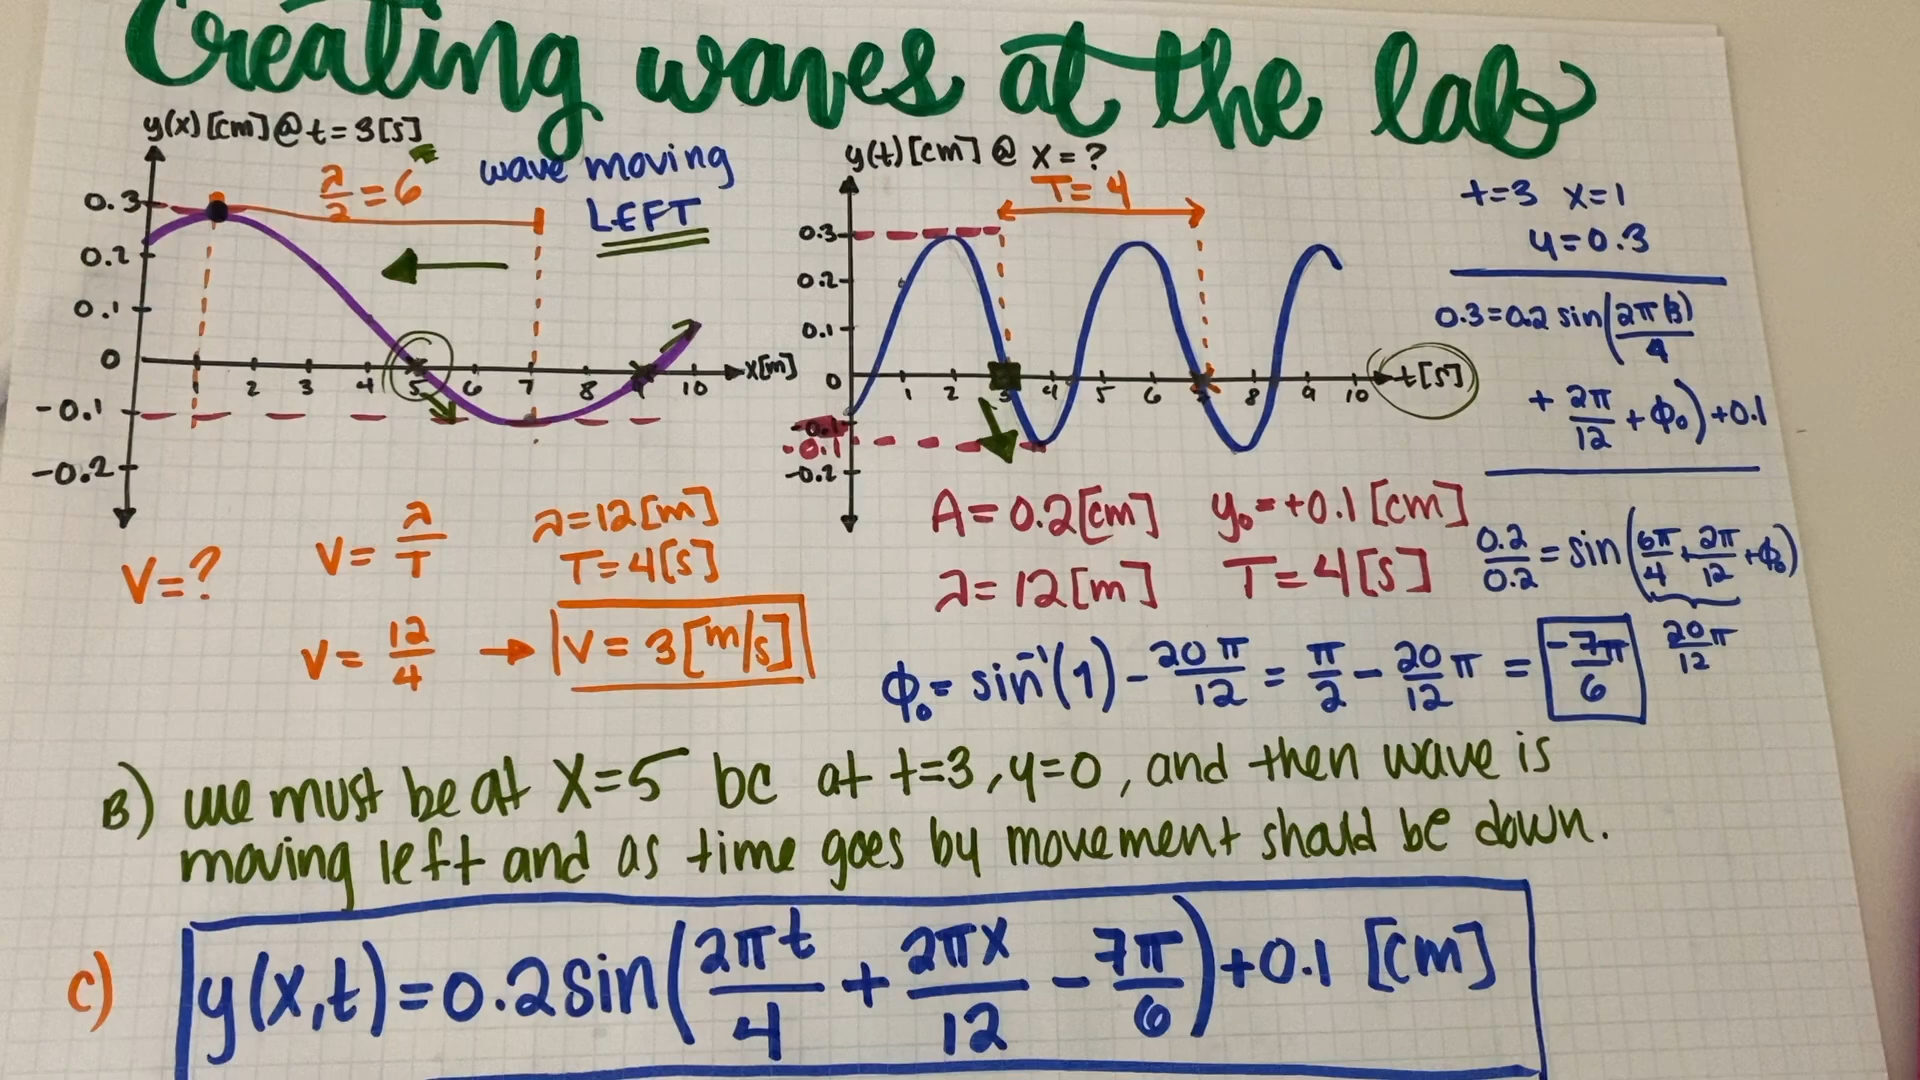 Creating waves at the lab
y(x)[cm]@t=3[s]
0.3
0.2
0.1
0
-0.1
-0.2
1 2 3 4 5 6 7 8 9 10
x[m]
λ/2 = 6
wave moving
LEFT
y(t)[cm] @ x=?
T=4
0.3
0.2
0.1
0
-0.1
-0.1
-0.2
1 2 3 4 5 6 7 8 9 10
t[s]
t=3 x=1
y=0.3
0.3=0.2 sin(2π(3)/4
+ 2π/12 + ϕ₀)+0.1
0.2/0.2 = sin(6π/4 + 2π/12 + ϕ₀)
20π/12
V=?
V= λ/T
λ=12[m]
T=4[s]
V= 12/4 → V=3[m/s]
A=0.2[cm] y₀=+0.1[cm]
λ=12[m] T=4[s]
ϕ₀= sin⁻¹(1) - 20π/12 = π/2 - 20/12 π = -7π/6
B) we must be at x=5 bc at t=3, y=0, and then wave is
moving left and as time goes by movement should be down.
c) y(x,t)=0.2sin(2πt/4 + 2πx/12 - 7π/6)+0.1 [cm]